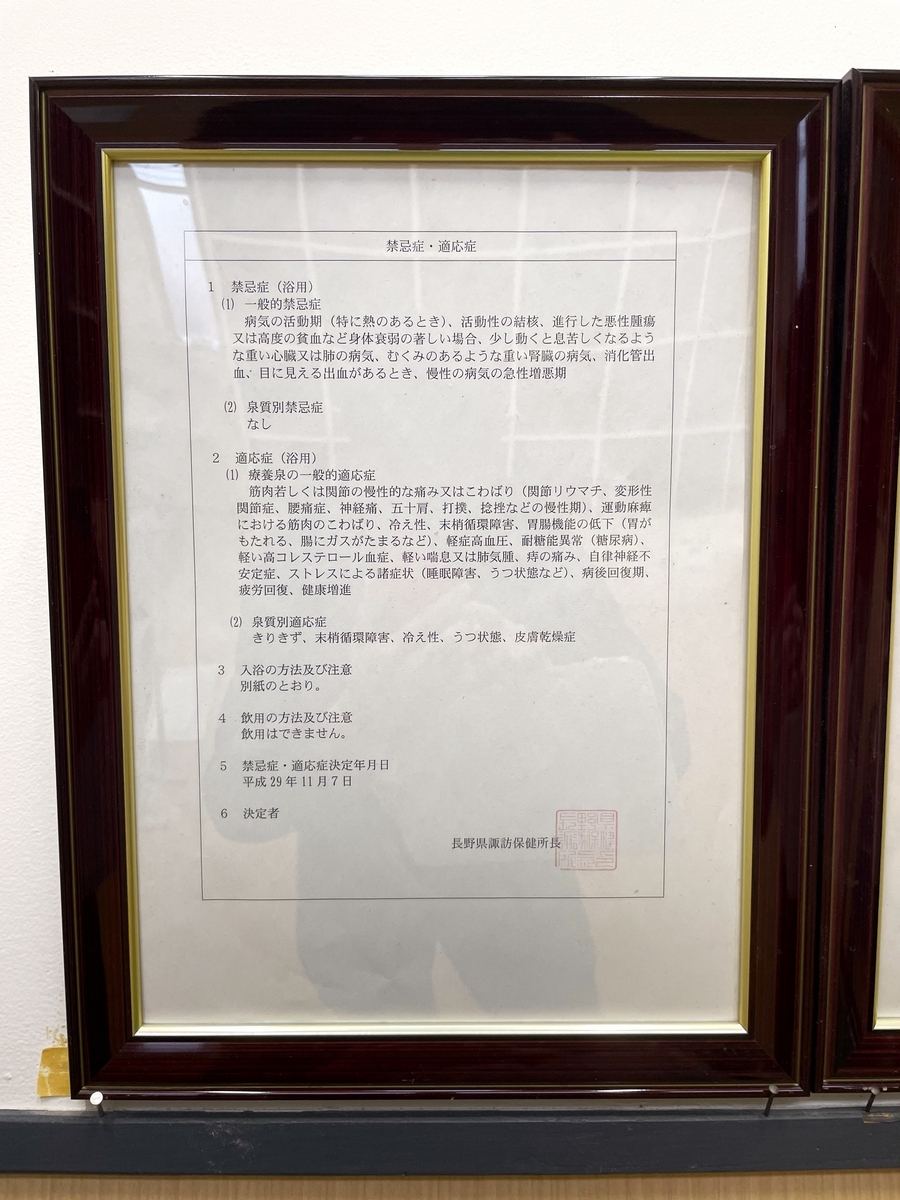 禁忌症・適応症
1 禁忌症（浴用）
(1) 一般的禁忌症
病気の活動期（特に熱のあるとき）、活動性の結核、進行した悪性腫瘍
又は高度の貧血など身体衰弱の著しい場合、少し動くと息苦しくなるよう
な重い心臓又は肺の病気、むくみのあるような重い腎臓の病気、消化管出
血、目に見える出血があるとき、慢性の病気の急性増悪期
(2) 泉質別禁忌症
なし
2 適応症（浴用）
(1) 療養泉の一般的適応症
筋肉若しくは関節の慢性的な痛み又はこわばり（関節リウマチ、変形性
関節症、腰痛症、神経痛、五十肩、打撲、捻挫などの慢性期）、運動麻痺
における筋肉のこわばり、冷え性、末梢循環障害、胃腸機能の低下（胃が
もたれる、腸にガスがたまるなど）、軽症高血圧、耐糖能異常（糖尿病）、
軽い高コレステロール血症、軽い喘息又は肺気腫、痔の痛み、自律神経不
安定症、ストレスによる諸症状（睡眠障害、うつ状態など）、病後回復期、
疲労回復、健康増進
(2) 泉質別適応症
きりきず、末梢循環障害、冷え性、うつ状態、皮膚乾燥症
3 入浴の方法及び注意
別紙のとおり。
4 飲用の方法及び注意
飲用はできません。
5 禁忌症・適応症決定年月日
平成29年11月7日
6 決定者
長野県諏訪保健所長